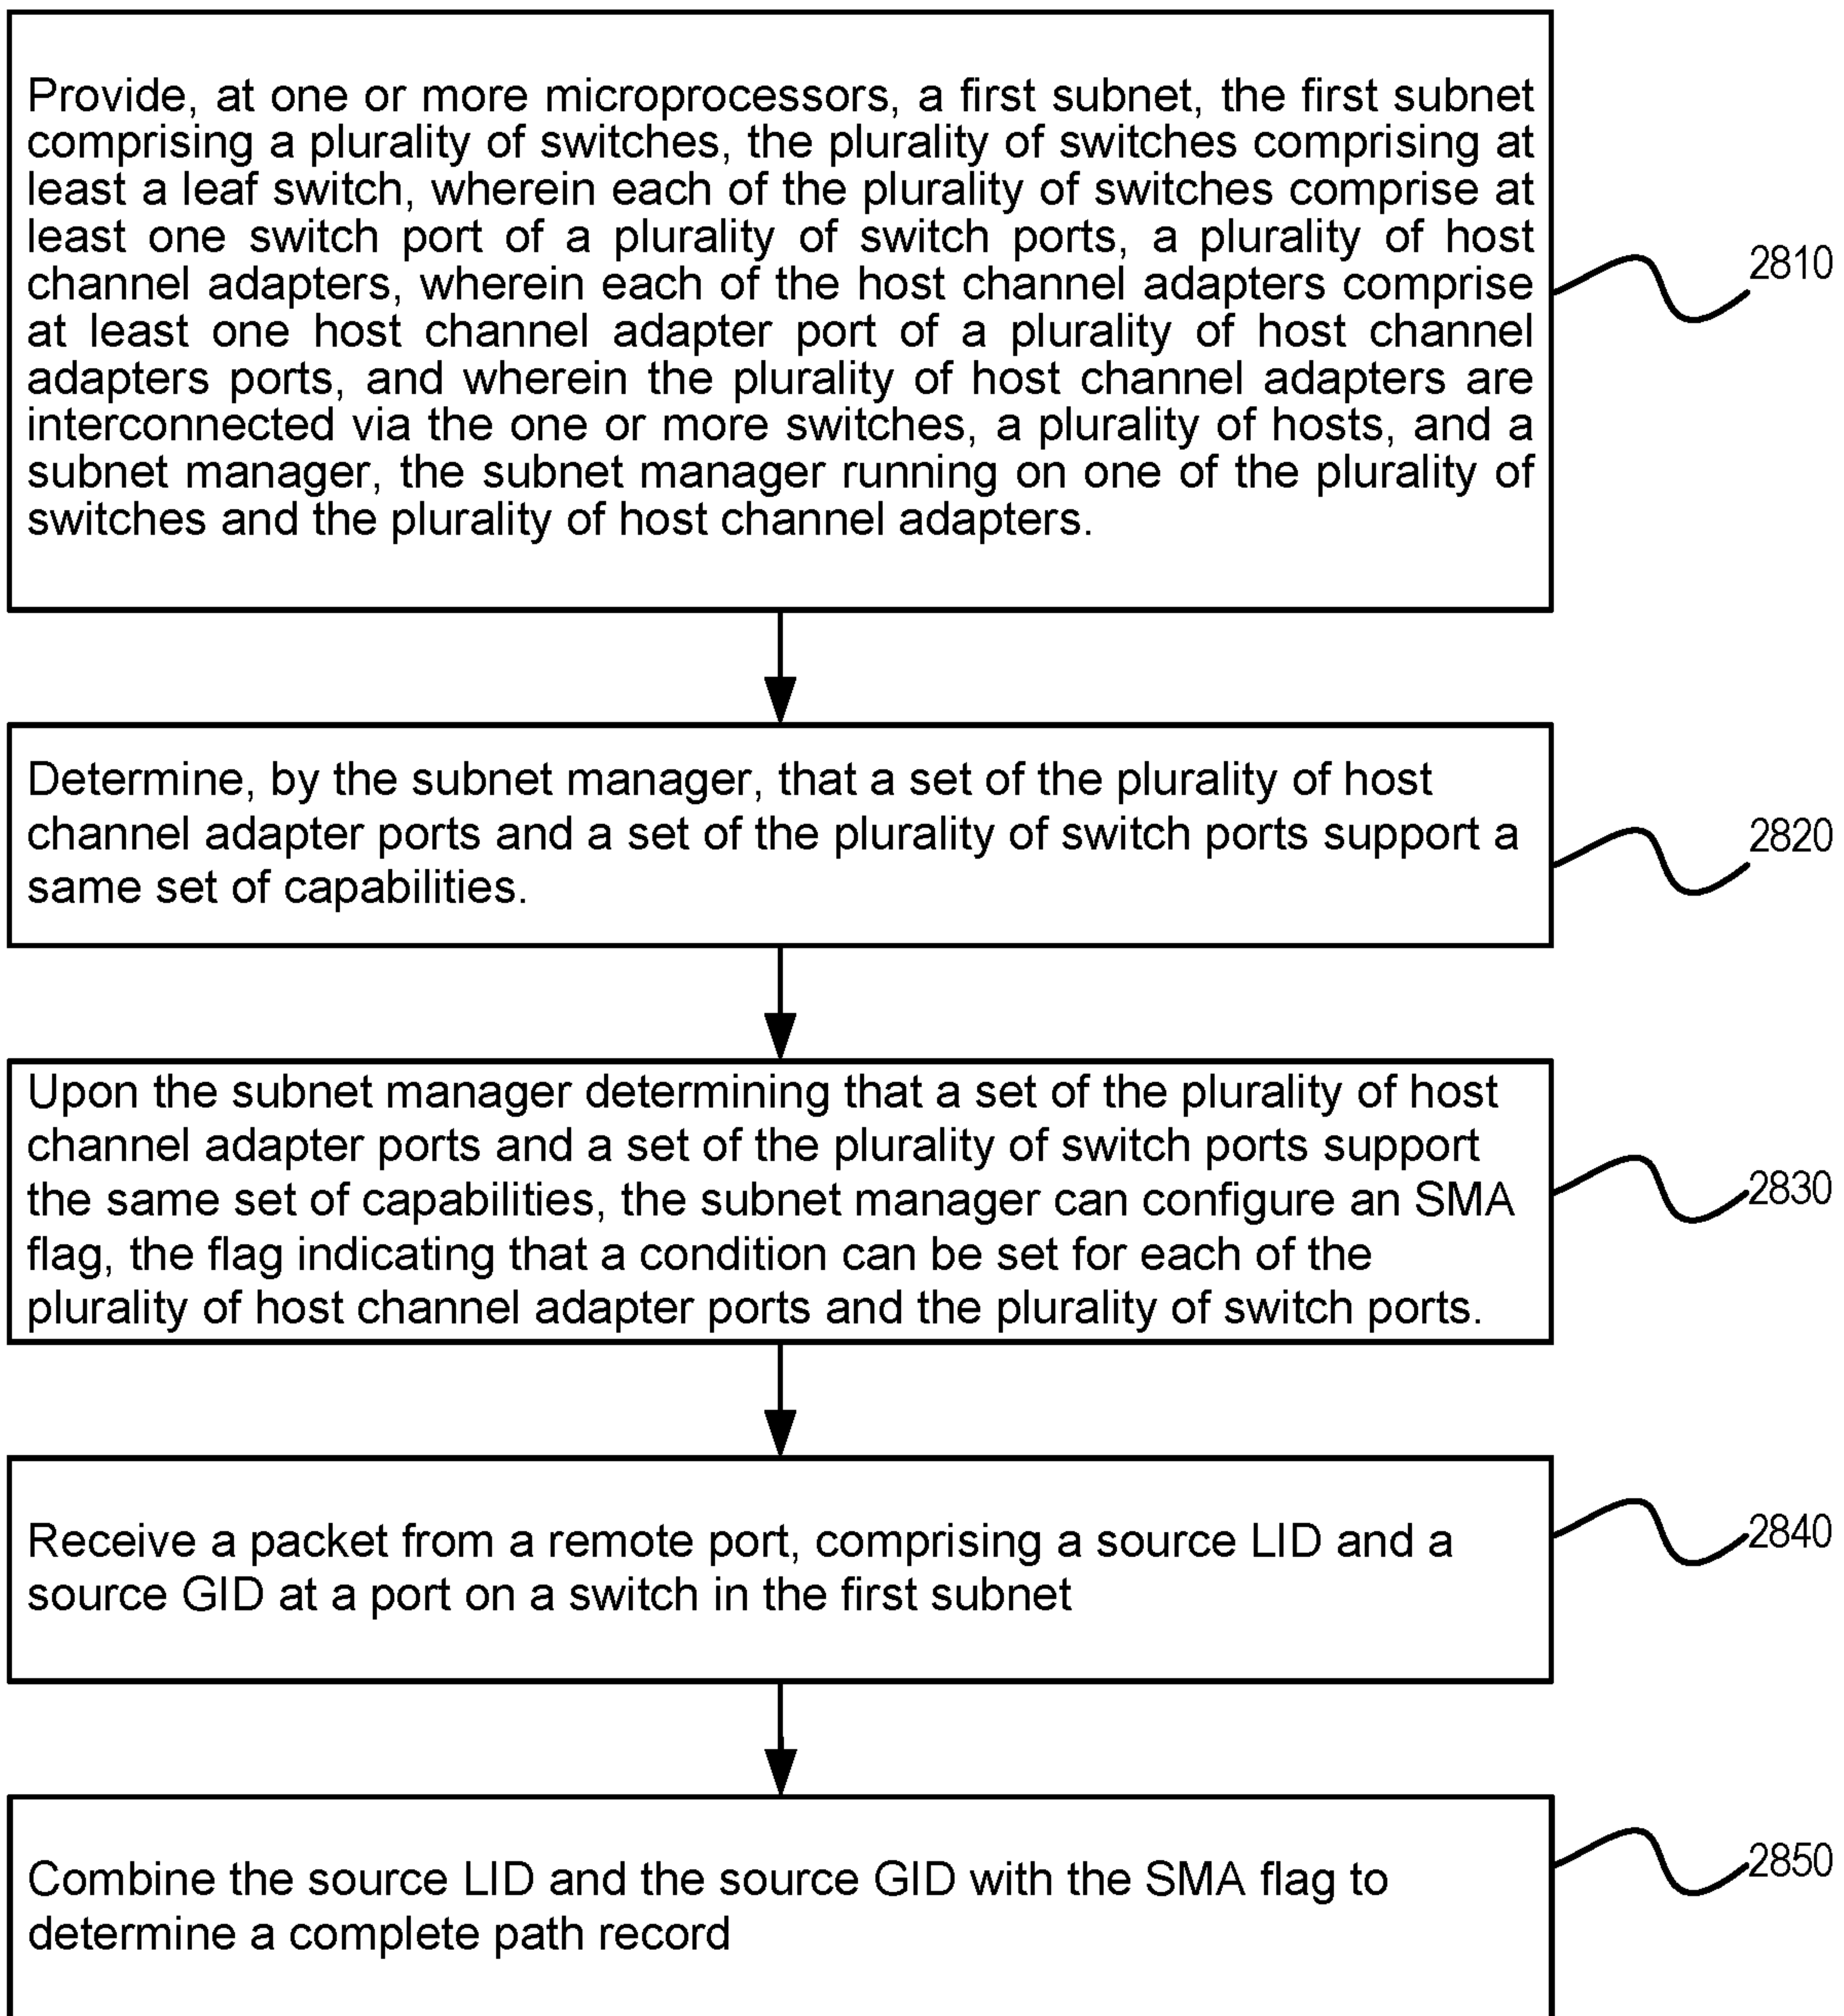 Provide, at one or more microprocessors, a first subnet, the first subnet
comprising a plurality of switches, the plurality of switches comprising at
least a leaf switch, wherein each of the plurality of switches comprise at
least one switch port of a plurality of switch ports, a plurality of host
channel adapters, wherein each of the host channel adapters comprise
at least one host channel adapter port of a plurality of host channel
adapters ports, and wherein the plurality of host channel adapters are
interconnected via the one or more switches, a plurality of hosts, and a
subnet manager, the subnet manager running on one of the plurality of
switches and the plurality of host channel adapters.
2810
Determine, by the subnet manager, that a set of the plurality of host
channel adapter ports and a set of the plurality of switch ports support a
same set of capabilities.
2820
Upon the subnet manager determining that a set of the plurality of host
channel adapter ports and a set of the plurality of switch ports support
the same set of capabilities, the subnet manager can configure an SMA
flag, the flag indicating that a condition can be set for each of the
plurality of host channel adapter ports and the plurality of switch ports.
2830
Receive a packet from a remote port, comprising a source LID and a
source GID at a port on a switch in the first subnet
2840
Combine the source LID and the source GID with the SMA flag to
determine a complete path record
2850